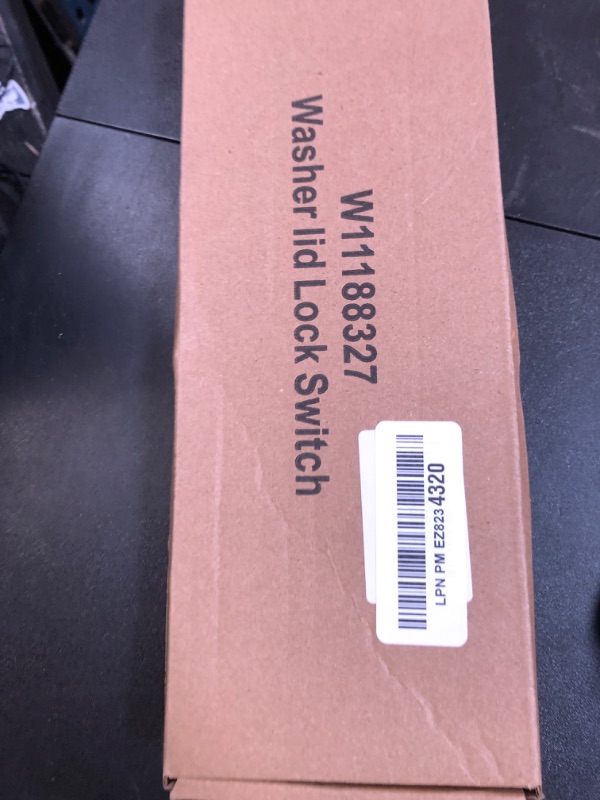 W11188327
Washer lid Lock Switch
LPN PM EZ823 4320